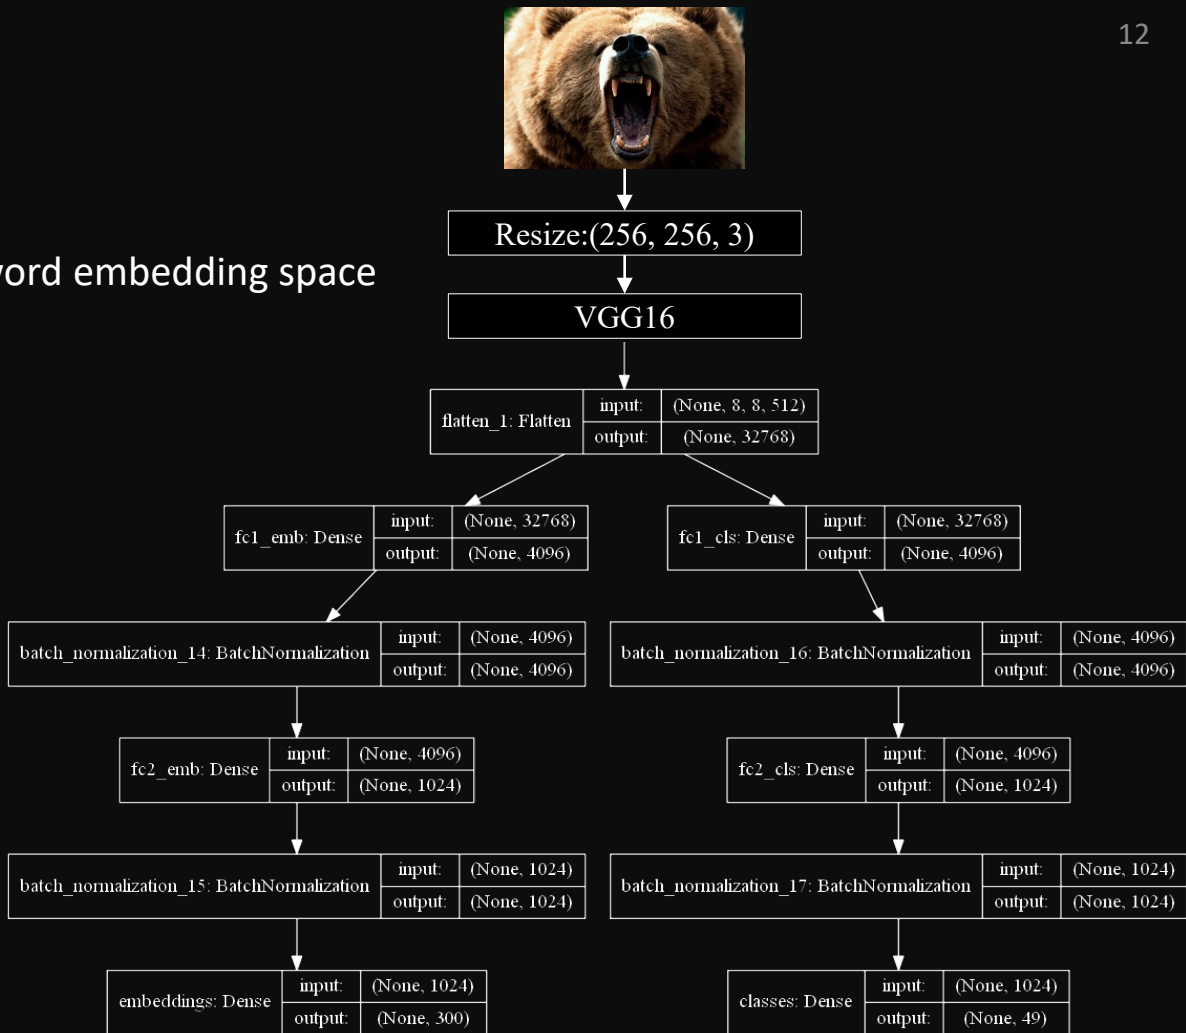 12
Resize:(256, 256, 3)
word embedding space
VGG16
flatten_1: Flatten
input: (None, 8, 8, 512)
output: (None, 32768)
fc1_emb: Dense
input: (None, 32768)
output: (None, 4096)
fc1_cls: Dense
input: (None, 32768)
output: (None, 4096)
batch_normalization_14: BatchNormalization
input: (None, 4096)
output: (None, 4096)
batch_normalization_16: BatchNormalization
input: (None, 4096)
output: (None, 4096)
fc2_emb: Dense
input: (None, 4096)
output: (None, 1024)
fc2_cls: Dense
input: (None, 4096)
output: (None, 1024)
batch_normalization_15: BatchNormalization
input: (None, 1024)
output: (None, 1024)
batch_normalization_17: BatchNormalization
input: (None, 1024)
output: (None, 1024)
embeddings: Dense
input: (None, 1024)
output: (None, 300)
classes: Dense
input: (None, 1024)
output: (None, 49)